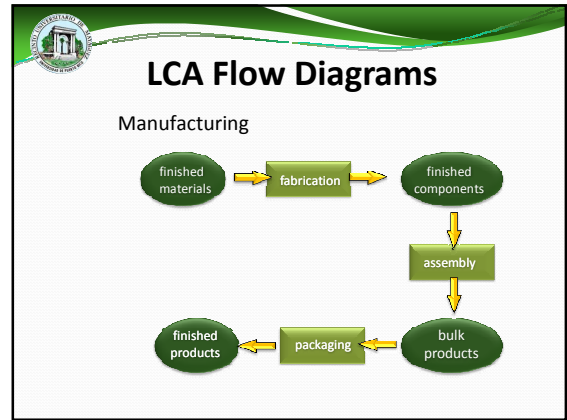 LCA Flow Diagrams
Manufacturing
finished
materials
fabrication
finished
components
assembly
bulk
products
packaging
finished
products